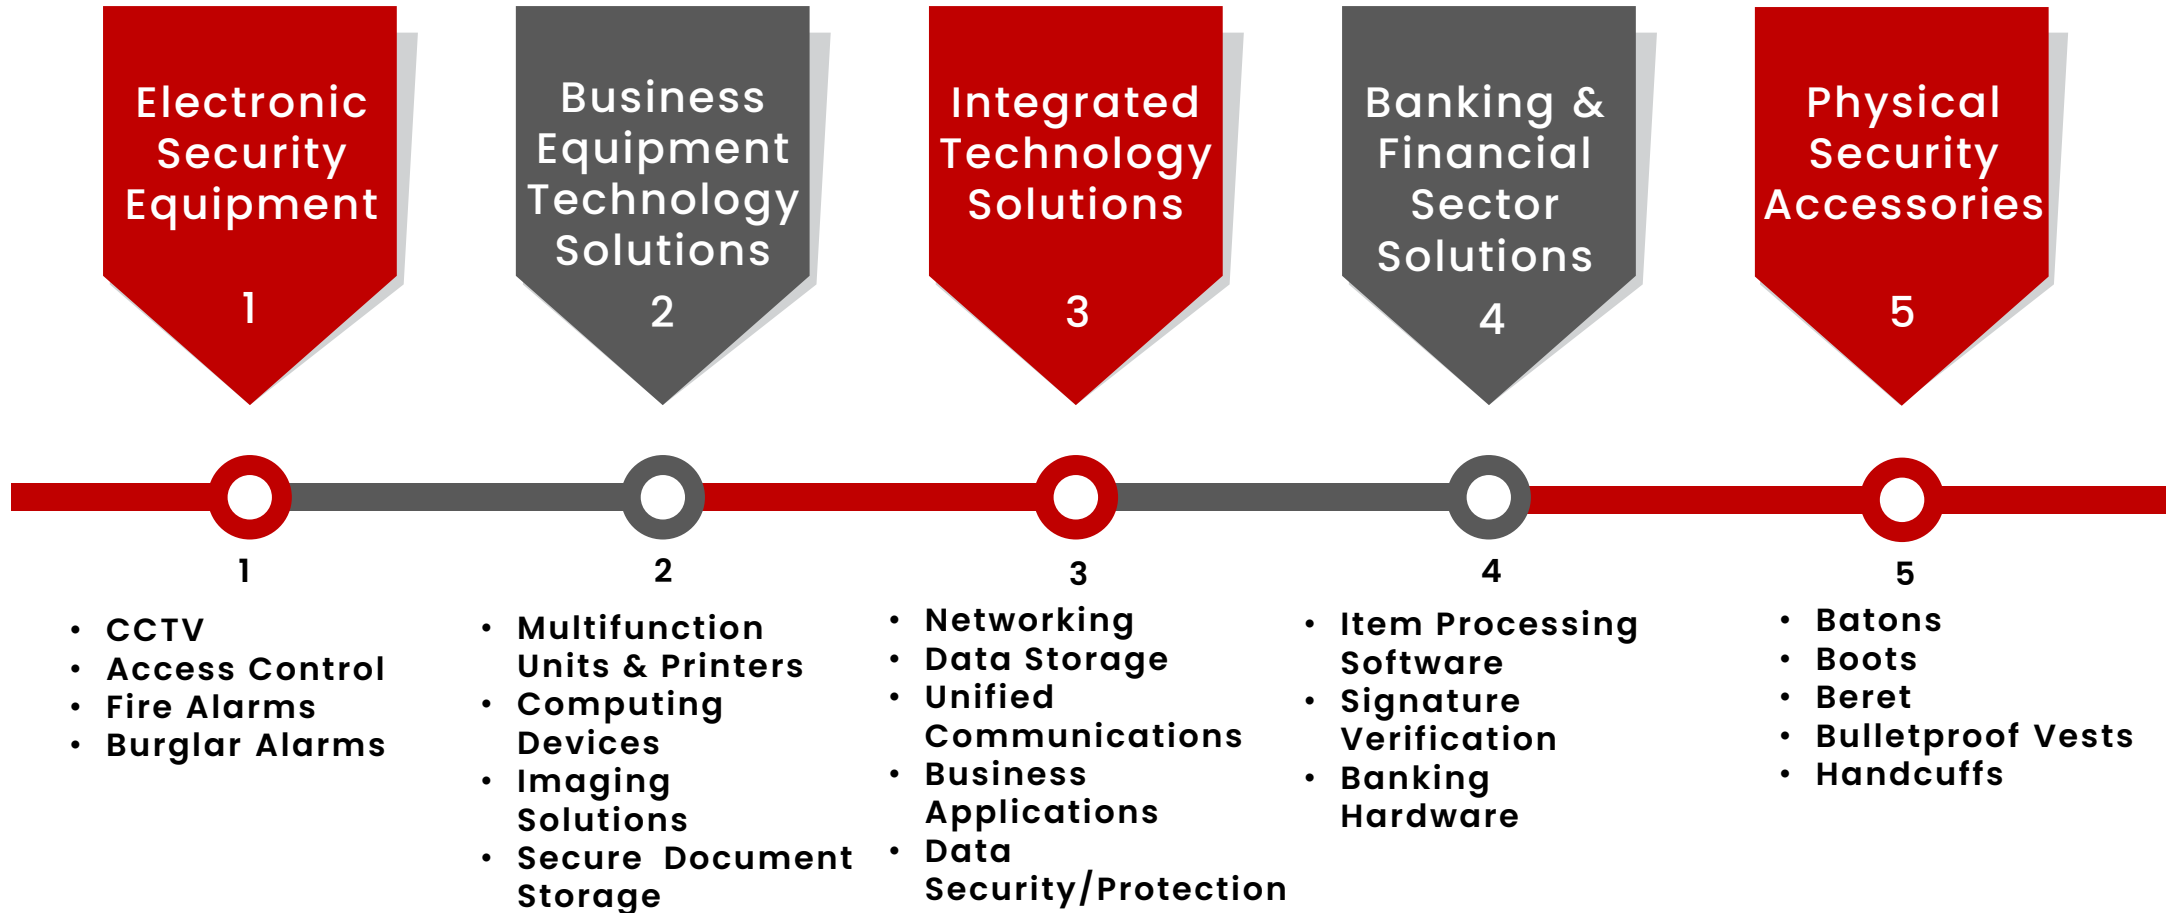 Electronic
Security
Equipment
1
Business
Equipment
Technology
Solutions
2
Integrated
Technology
Solutions
3
Banking &
Financial
Sector
Solutions
4
Physical
Security
Accessories
5
1
• CCTV
• Access Control
• Fire Alarms
• Burglar Alarms
2
• Multifunction
Units & Printers
• Computing
Devices
• Imaging
Solutions
• Secure Document
Storage
3
• Networking
• Data Storage
• Unified
Communications
• Business
Applications
• Data
Security/Protection
4
• Item Processing
Software
• Signature
Verification
• Banking
Hardware
5
• Batons
• Boots
• Beret
• Bulletproof Vests
• Handcuffs